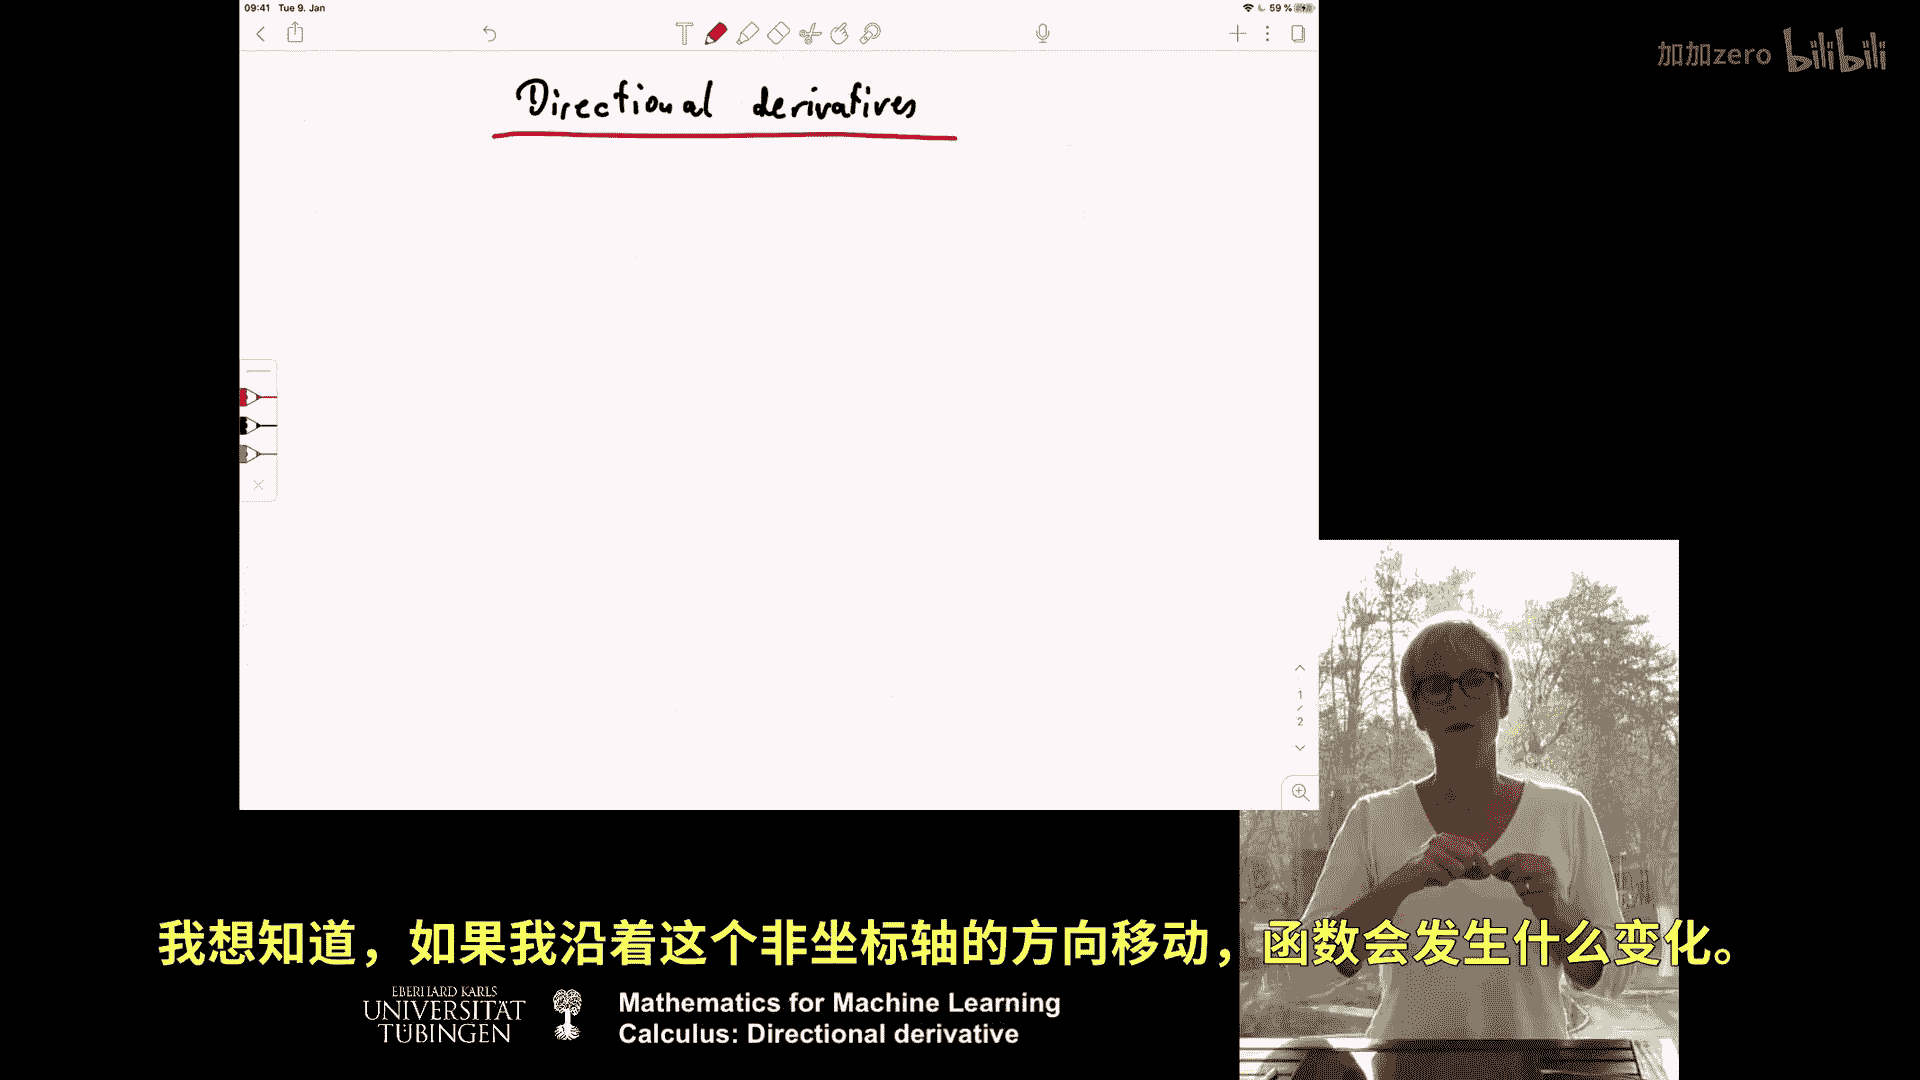 09:41 Tue 9. Jan
59 %
加加zero bilibili
T
Directional derivatives
1
/
2
我想知道，如果我沿着这个非坐标轴的方向移动，函数会发生什么变化。
EBERHARD KARLS
UNIVERSITÄT
TÜBINGEN
Mathematics for Machine Learning
Calculus: Directional derivative